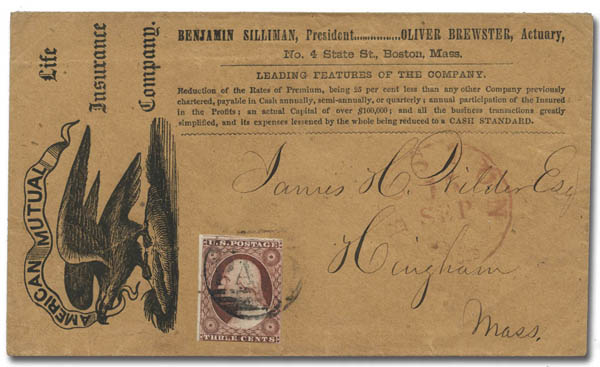 Life
Insurance
Company.
AMERICAN MUTUAL
BENJAMIN SILLIMAN, President..................OLIVER BREWSTER, Actuary,
No. 4 State St., Boston, Mass.
LEADING FEATURES OF THE COMPANY.
Reduction of the Rates of Premium, being 25 per cent less than any other Company previously
chartered, payable in Cash annually, semi-annually, or quarterly; annual participation of the Insured
in the Profits; an actual Capital of over $100,000; and all the business transactions greatly
simplified, and its expenses lessened by the whole being reduced to a CASH STANDARD.
James H. Wilder Esq
Hingham
Mass.
SEP
U.S. POSTAGE
THREE CENTS